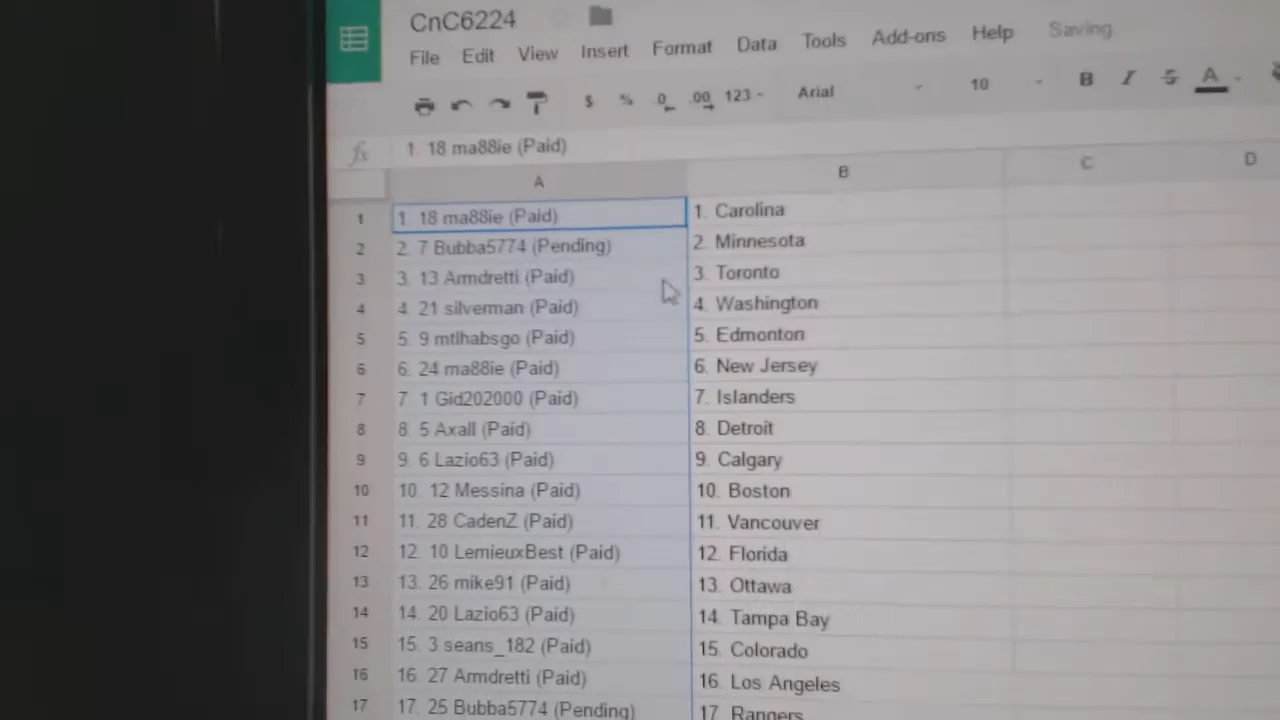 CnC6224
File Edit View Insert Format Data Tools Add-ons Help Saving
$ % .0 .00 123 Arial 10 B I S A
fx 1. 18 ma88ie (Paid)
A B C D
1 1. 18 ma88ie (Paid) 1. Carolina
2 2. 7 Bubba5774 (Pending) 2. Minnesota
3 3. 13 Armdretti (Paid) 3. Toronto
4 4. 21 silverman (Paid) 4. Washington
5 5. 9 mtlhabsgo (Paid) 5. Edmonton
6 6. 24 ma88ie (Paid) 6. New Jersey
7 7. 1 Gid202000 (Paid) 7. Islanders
8 8. 5 Axall (Paid) 8. Detroit
9 9. 6 Lazio63 (Paid) 9. Calgary
10 10. 12 Messina (Paid) 10. Boston
11 11. 28 CadenZ (Paid) 11. Vancouver
12 12. 10 LemieuxBest (Paid) 12. Florida
13 13. 26 mike91 (Paid) 13. Ottawa
14 14. 20 Lazio63 (Paid) 14. Tampa Bay
15 15. 3 seans_182 (Paid) 15. Colorado
16 16. 27 Armdretti (Paid) 16. Los Angeles
17 17. 25 Bubba5774 (Pending) 17. Rangers